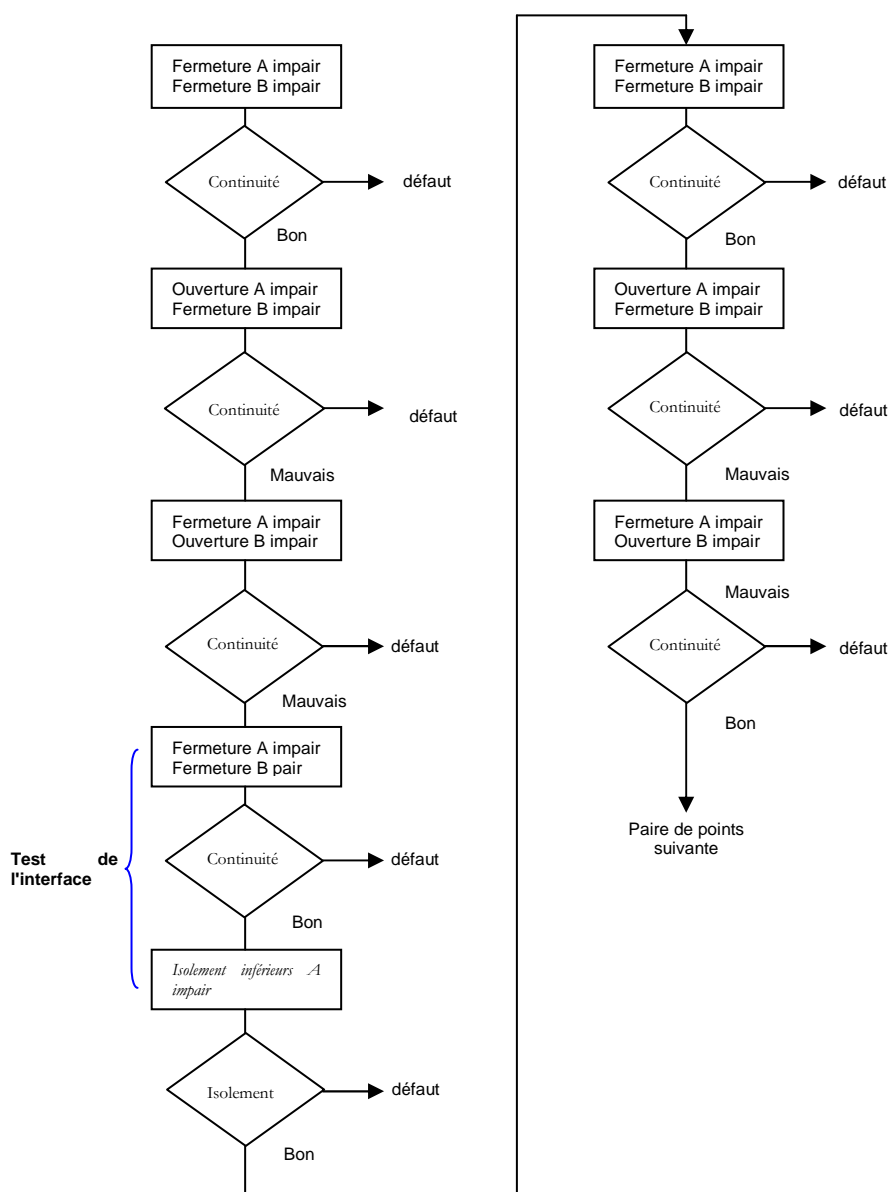 Fermeture A impair
Fermeture B impair
Continuité
défaut
Bon
Ouverture A impair
Fermeture B impair
Continuité
défaut
Mauvais
Fermeture A impair
Ouverture B impair
Continuité
défaut
Mauvais
Fermeture A impair
Fermeture B pair
Test de
l'interface
Continuité
défaut
Bon
Isolement inférieurs A
impair
Isolement
défaut
Bon
Fermeture A impair
Fermeture B impair
Continuité
défaut
Bon
Ouverture A impair
Fermeture B impair
Continuité
défaut
Mauvais
Fermeture A impair
Ouverture B impair
Mauvais
Continuité
défaut
Bon
Paire de points
suivante